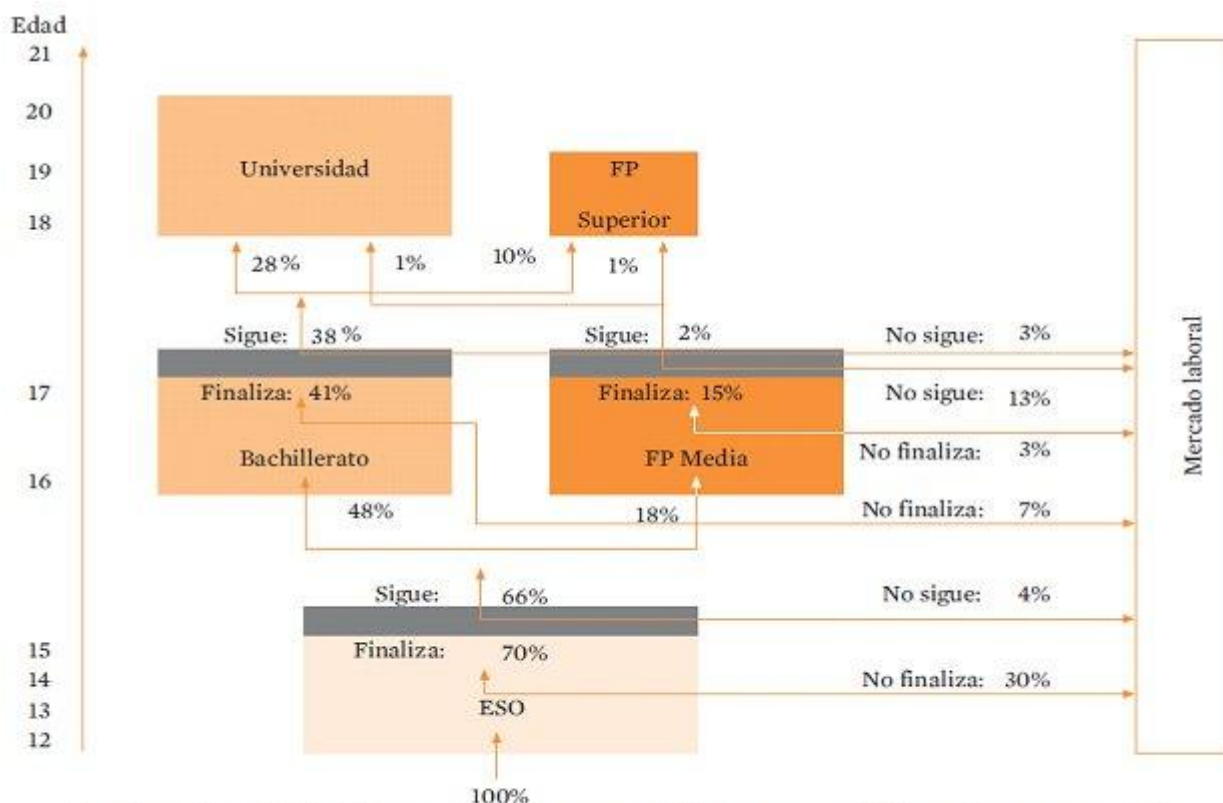 Edad
21
20
19
18
17
16
15
14
13
12
Universidad
FP
Superior
28%
1%
10%
1%
Sigue: 38 %
Sigue: 2%
No sigue: 3%
Finaliza: 41%
Finaliza: 15%
No sigue: 13%
Bachillerato
FP Media
No finaliza: 3%
48%
18%
No finaliza: 7%
Sigue: 66%
No sigue: 4%
Finaliza: 70%
No finaliza: 30%
ESO
100%
Mercado laboral